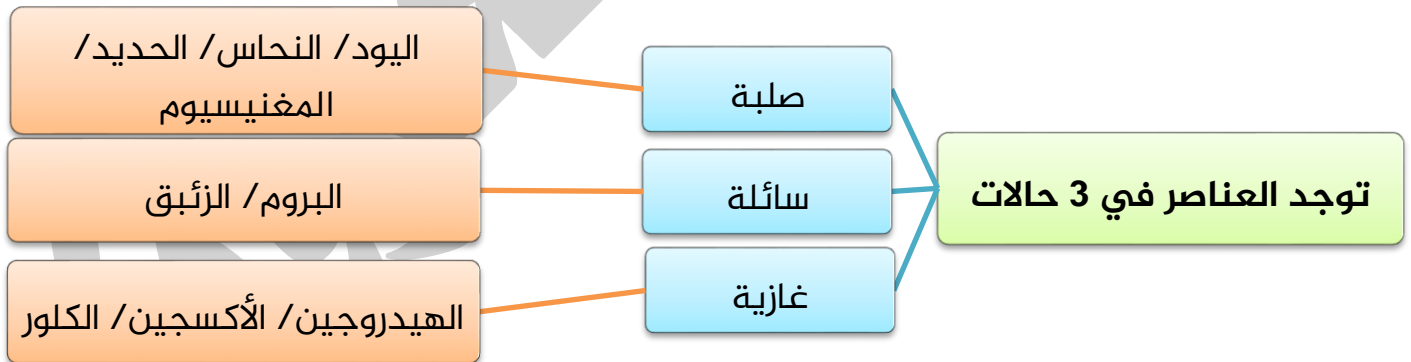 توجد العناصر في 3 حالات
صلبة
اليود/ النحاس/ الحديد/
المغنيسيوم
سائلة
البروم/ الزئبق
غازية
الهيدروجين/ الأكسجين/ الكلور